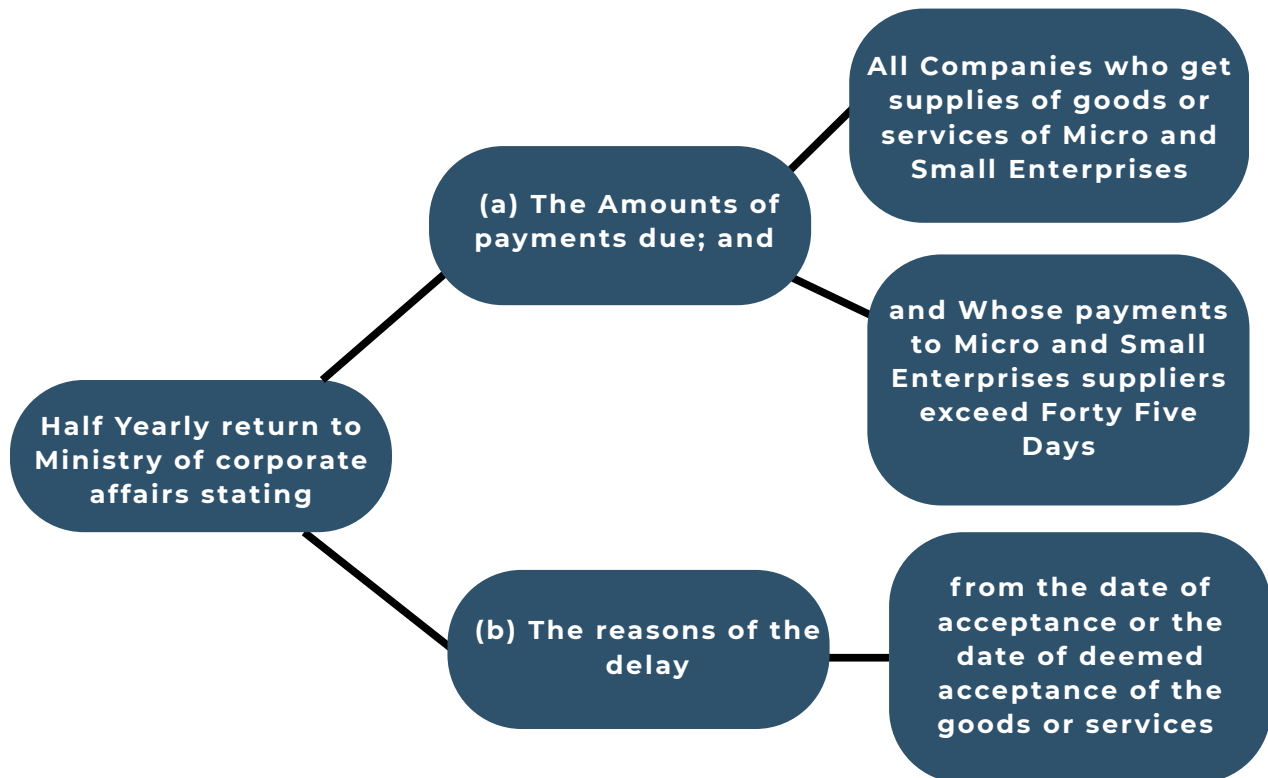 Half Yearly return to
Ministry of corporate
affairs stating
(a) The Amounts of
payments due; and
All Companies who get
supplies of goods or
services of Micro and
Small Enterprises
and Whose payments
to Micro and Small
Enterprises suppliers
exceed Forty Five
Days
(b) The reasons of the
delay
from the date of
acceptance or the
date of deemed
acceptance of the
goods or services